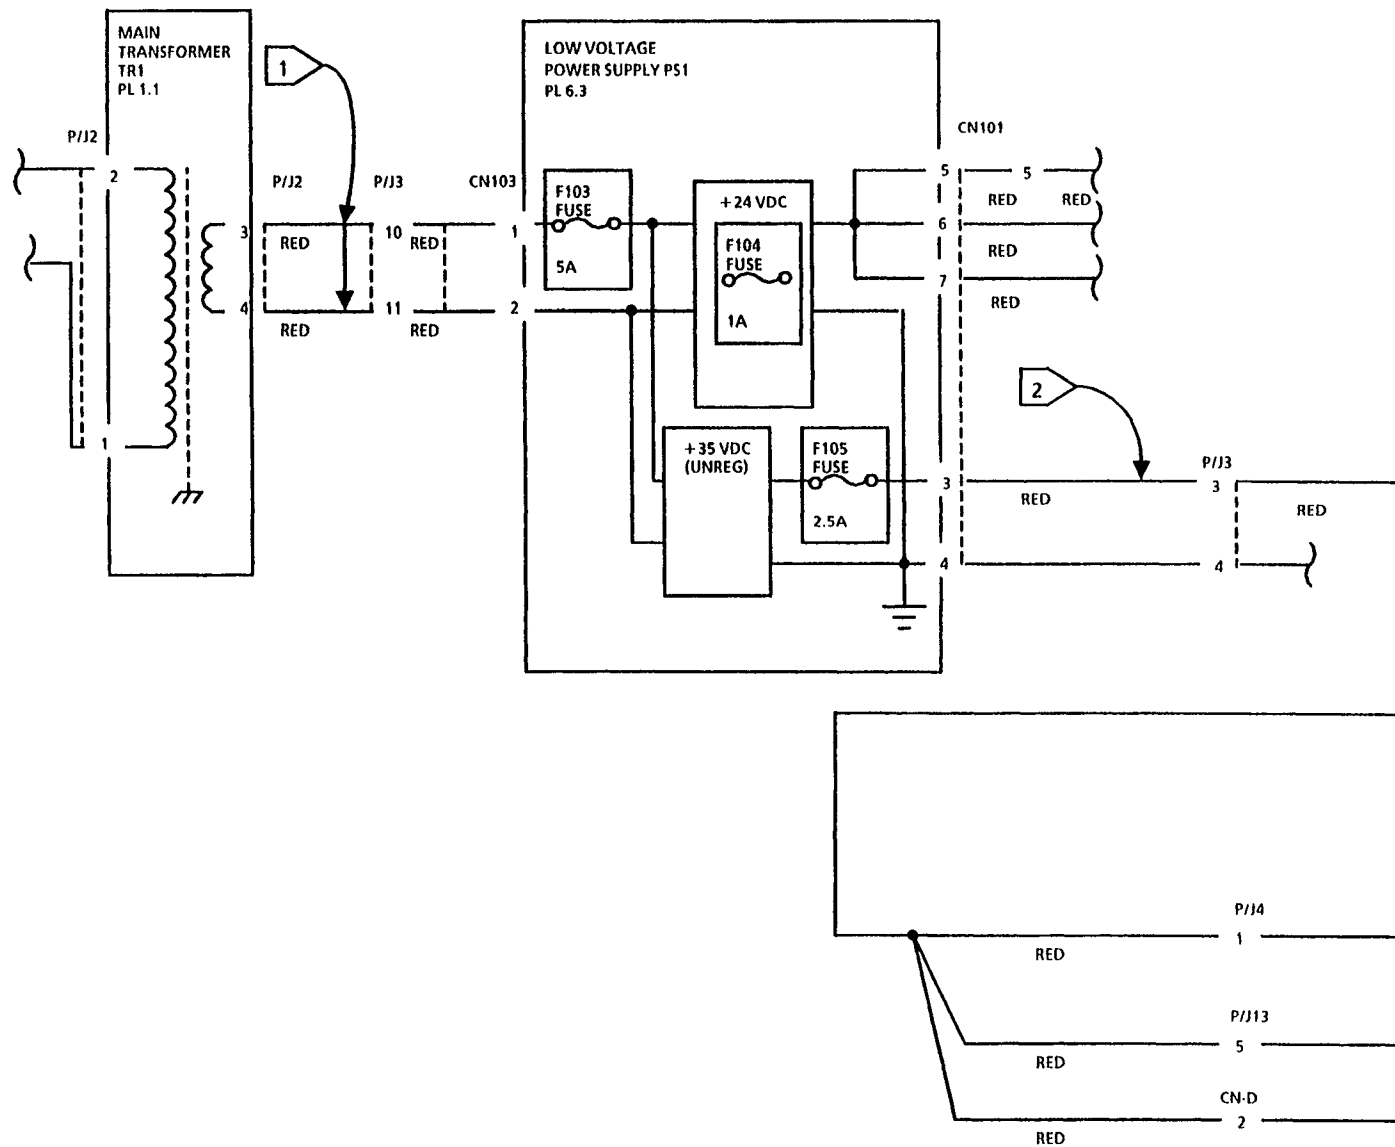 MAIN
TRANSFORMER
TR1
PL 1.1
1
LOW VOLTAGE
POWER SUPPLY PS1
PL 6.3
P/J2
2
1
3
4
P/J2
RED
RED
P/J3
10
11
RED
RED
CN103
1
2
F103
FUSE
5A
+24 VDC
F104
FUSE
1A
+35 VDC
(UNREG)
F105
FUSE
2.5A
CN101
5
5
RED
RED
6
RED
7
RED
2
3
RED
P/J3
3
RED
4
4
P/J4
1
RED
P/J13
5
RED
CN-D
2
RED